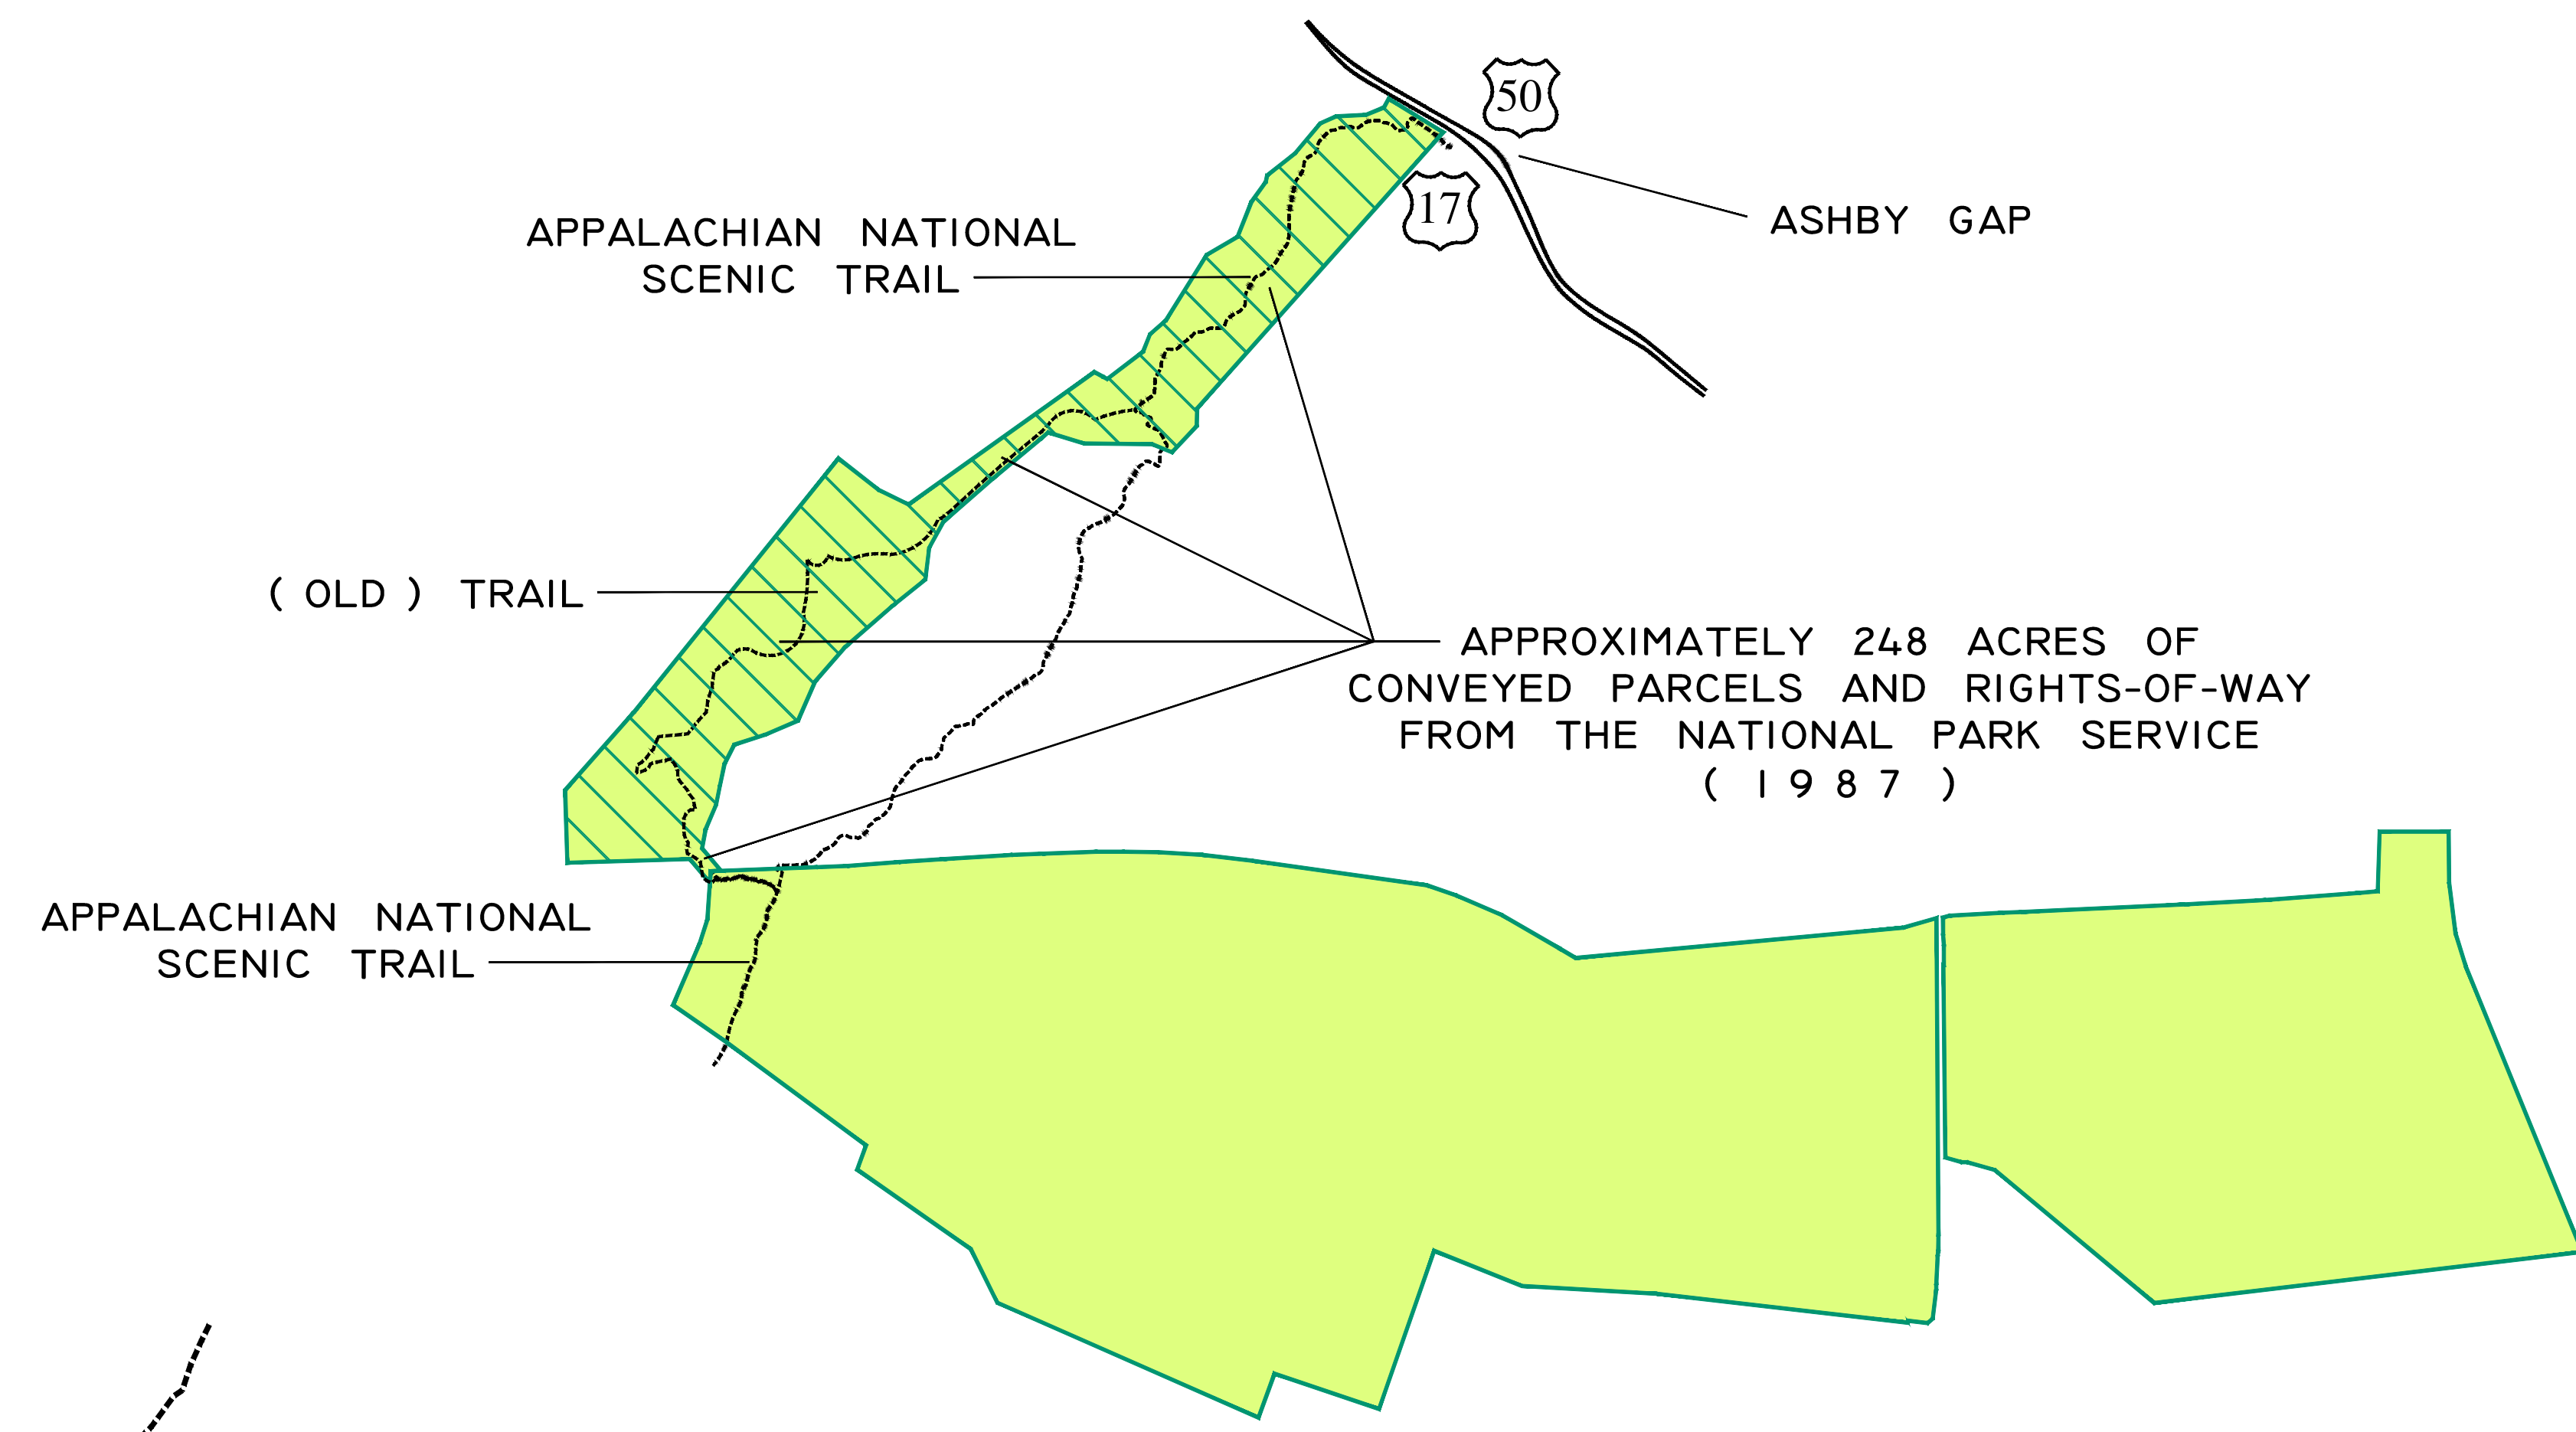 50
17
ASHBY GAP
APPALACHIAN NATIONAL
SCENIC TRAIL
( OLD ) TRAIL
APPROXIMATELY 248 ACRES OF
CONVEYED PARCELS AND RIGHTS-OF-WAY
FROM THE NATIONAL PARK SERVICE
( 1987 )
APPALACHIAN NATIONAL
SCENIC TRAIL